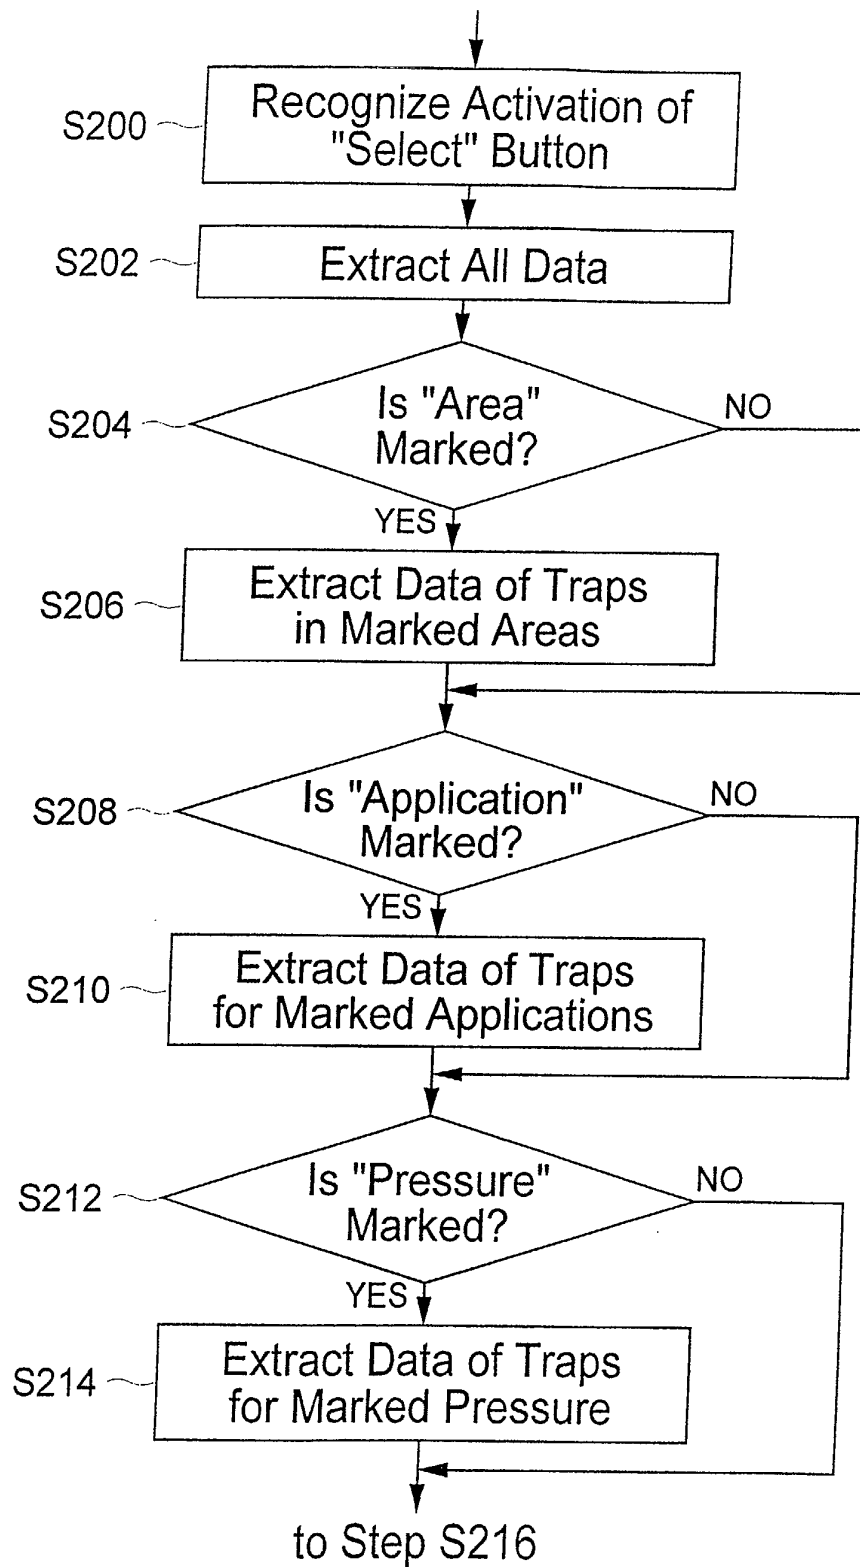 S200
Recognize Activation of
"Select" Button
S202
Extract All Data
S204
Is "Area"
Marked?
NO
YES
S206
Extract Data of Traps
in Marked Areas
S208
Is "Application"
Marked?
NO
YES
S210
Extract Data of Traps
for Marked Applications
S212
Is "Pressure"
Marked?
NO
YES
S214
Extract Data of Traps
for Marked Pressure
to Step S216